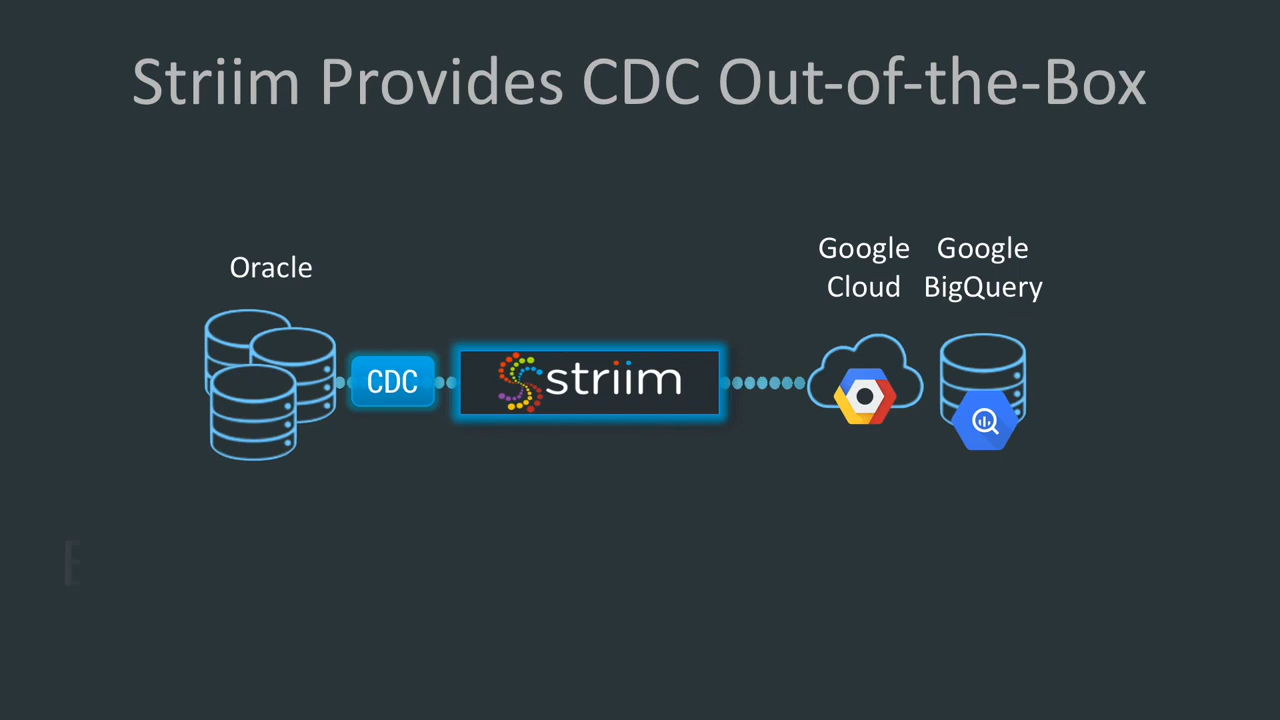 Striim Provides CDC Out-of-the-Box
Oracle
Google
Cloud
Google
BigQuery
CDC
striim
E